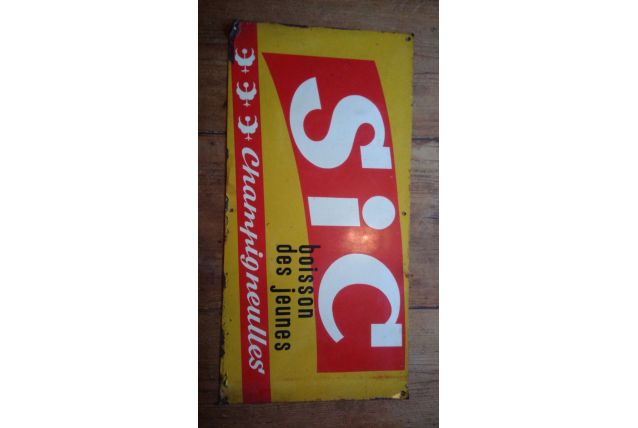 sic
boisson
des jeunes
Champigneulles